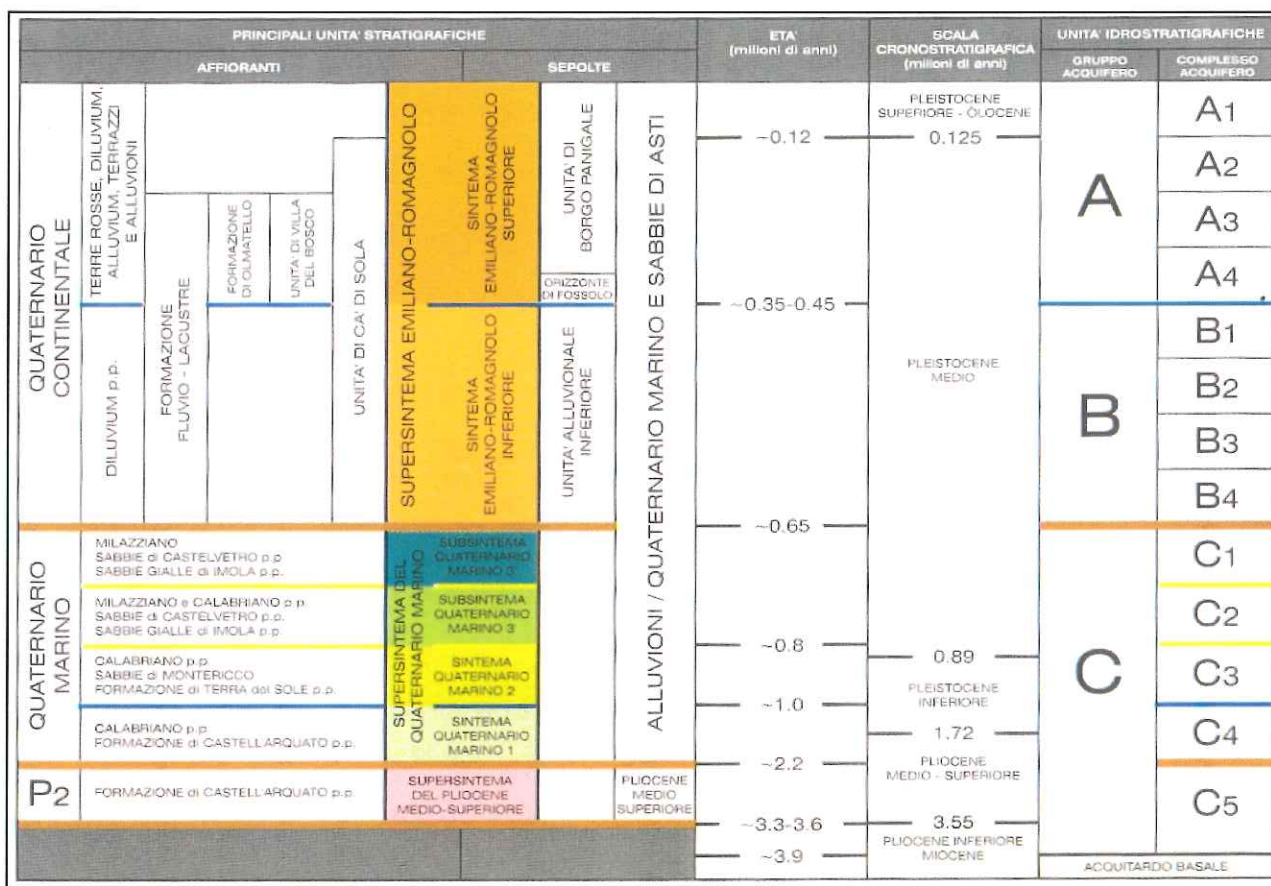 PRINCIPALI UNITA' STRATIGRAFICHE
AFFIORANTI
SEPOLTE
ETA'
(milioni di anni)
SCALA
CRONOSTRATIGRAFICA
(milioni di anni)
UNITA' IDROSTRATIGRAFICHE
GRUPPO
ACQUIFERO
COMPLESSO
ACQUIFERO
QUATERNARIO
CONTINENTALE
TERRE ROSSE, DILUVIUM,
ALLUVIUM, TERRAZZI
E ALLUVIONI
DILUVIUM p.p.
FORMAZIONE
FLUVIO - LACUSTRE
FORMAZIONE
DI OLMATELLO
UNITA' DI VILLA
DEL BOSCO
UNITA' DI CA' DI SOLA
SUPERSINTEMA EMILIANO-ROMAGNOLO
SINTEMA
EMILIANO-ROMAGNOLO
SUPERIORE
SINTEMA
EMILIANO-ROMAGNOLO
INFERIORE
UNITA' DI
BORGO PANIGALE
ORIZZONTE
DI FOSSOLO
UNITA' ALLUVIONALE
INFERIORE
ALLUVIONI / QUATERNARIO MARINO E SABBIE DI ASTI
QUATERNARIO
MARINO
MILAZZIANO
SABBIE di CASTELVETRO p.p.
SABBIE GIALLE di IMOLA p.p.
MILAZZIANO e CALABRIANO p.p.
SABBIE di CASTELVETRO p.p.
SABBIE GIALLE di IMOLA p.p.
CALABRIANO p.p.
SABBIE di MONTERICCO
FORMAZIONE di TERRA del SOLE p.p.
CALABRIANO p.p.
FORMAZIONE di CASTELL'ARQUATO p.p.
SUPERSINTEMA DEL
QUATERNARIO MARINO
SUBSINTEMA
QUATERNARIO
MARINO 3'
SUBSINTEMA
QUATERNARIO
MARINO 3
SINTEMA
QUATERNARIO
MARINO 2
SINTEMA
QUATERNARIO
MARINO 1
P2
FORMAZIONE di CASTELL'ARQUATO p.p.
SUPERSINTEMA
DEL PLIOCENE
MEDIO-SUPERIORE
PLIOCENE
MEDIO
SUPERIORE
~0.12
~0.35-0.45
~0.65
~0.8
~1.0
~2.2
~3.3-3.6
~3.9
PLEISTOCENE
SUPERIORE - OLOCENE
0.125
PLEISTOCENE
MEDIO
0.89
PLEISTOCENE
INFERIORE
1.72
PLIOCENE
MEDIO - SUPERIORE
3.55
PLIOCENE INFERIORE
MIOCENE
A
B
C
A1
A2
A3
A4
B1
B2
B3
B4
C1
C2
C3
C4
C5
ACQUITARDO BASALE